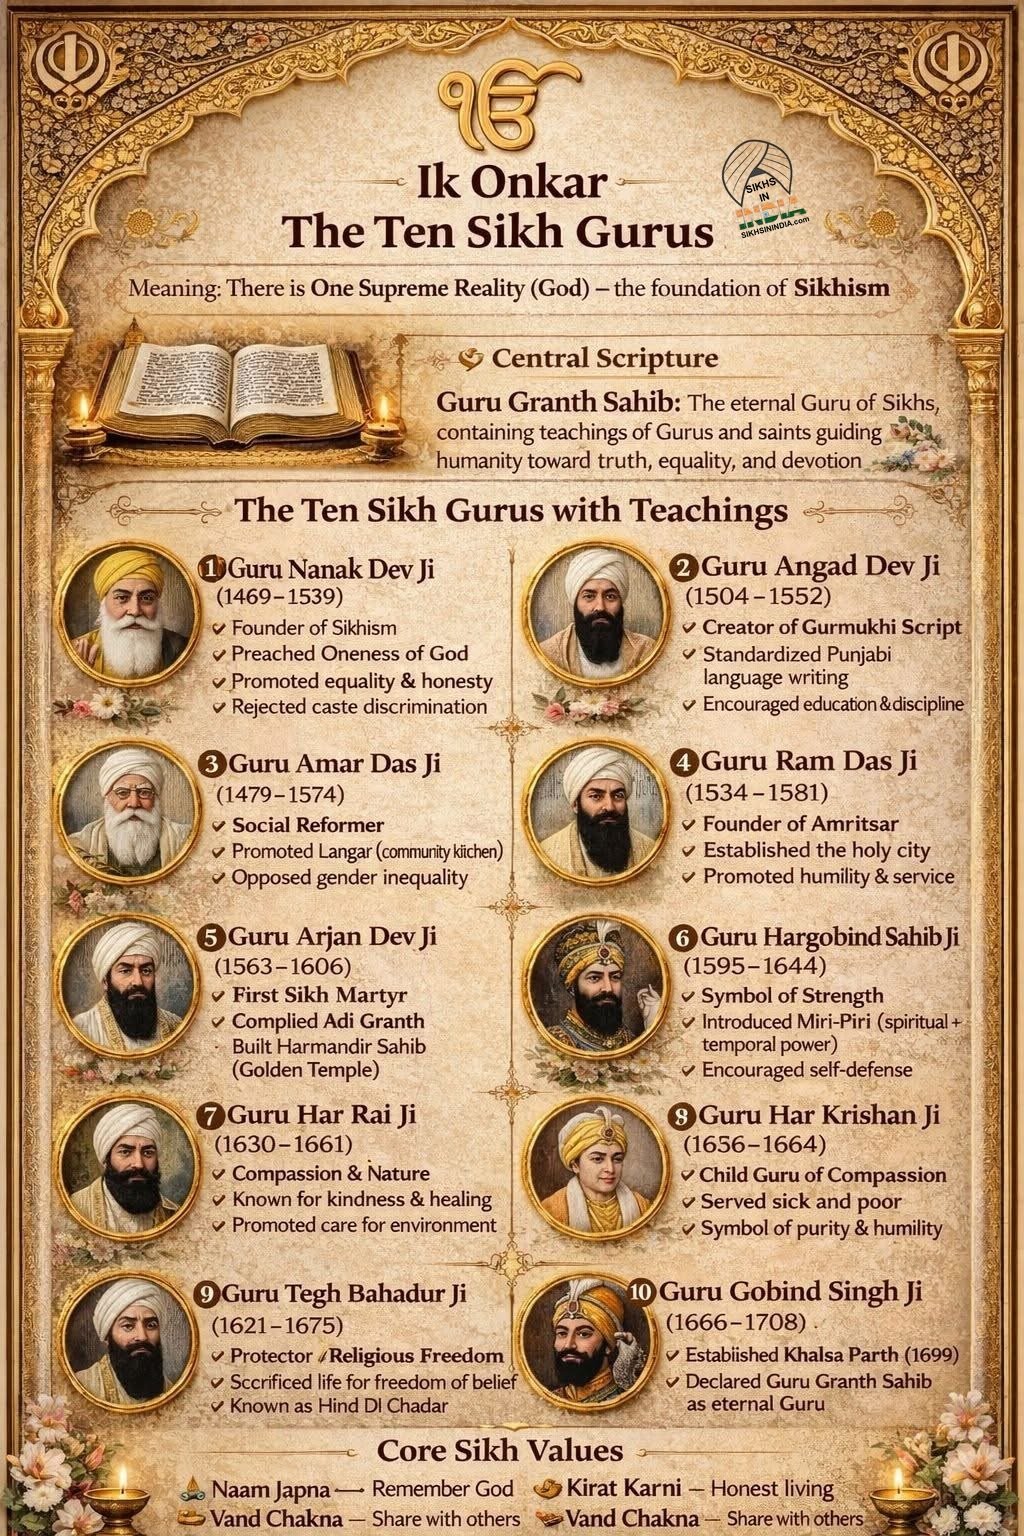 ੴ
Ik Onkar
The Ten Sikh Gurus
SIKHS
IN
INDIA
SIKHSININDIA.com
Meaning: There is One Supreme Reality (God) – the foundation of Sikhism
Central Scripture
Guru Granth Sahib: The eternal Guru of Sikhs,
containing teachings of Gurus and saints guiding
humanity toward truth, equality, and devotion
The Ten Sikh Gurus with Teachings
1 Guru Nanak Dev Ji
(1469–1539)
✓ Founder of Sikhism
✓ Preached Oneness of God
✓ Promoted equality & honesty
✓ Rejected caste discrimination
2 Guru Angad Dev Ji
(1504–1552)
✓ Creator of Gurmukhi Script
✓ Standardized Punjabi
language writing
✓ Encouraged education & discipline
3 Guru Amar Das Ji
(1479–1574)
✓ Social Reformer
✓ Promoted Langar (community kiichen)
✓ Opposed gender inequality
4 Guru Ram Das Ji
(1534–1581)
✓ Founder of Amritsar
✓ Established the holy city
✓ Promoted humility & service
5 Guru Arjan Dev Ji
(1563–1606)
✓ First Sikh Martyr
✓ Complied Adi Granth
· Built Harmandir Sahib
(Golden Temple)
6 Guru Hargobind Sahib Ji
(1595–1644)
✓ Symbol of Strength
✓ Introduced Miri-Piri (spiritual +
temporal power)
✓ Encouraged self-defense
7 Guru Har Rai Ji
(1630–1661)
✓ Compassion & Nature
✓ Known for kindness & healing
✓ Promoted care for environment
8 Guru Har Krishan Ji
(1656–1664)
✓ Child Guru of Compassion
✓ Served sick and poor
✓ Symbol of purity & humility
9 Guru Tegh Bahadur Ji
(1621–1675)
✓ Protector Religious Freedom
✓ Sccrificed life for freedom of belief
✓ Known as Hind DI Chadar
10 Guru Gobind Singh Ji
(1666–1708)
✓ Established Khalsa Parth (1699)
✓ Declared Guru Granth Sahib
as eternal Guru
Core Sikh Values
Naam Japna — Remember God
Kirat Karni — Honest living
Vand Chakna — Share with others
Vand Chakna — Share with others